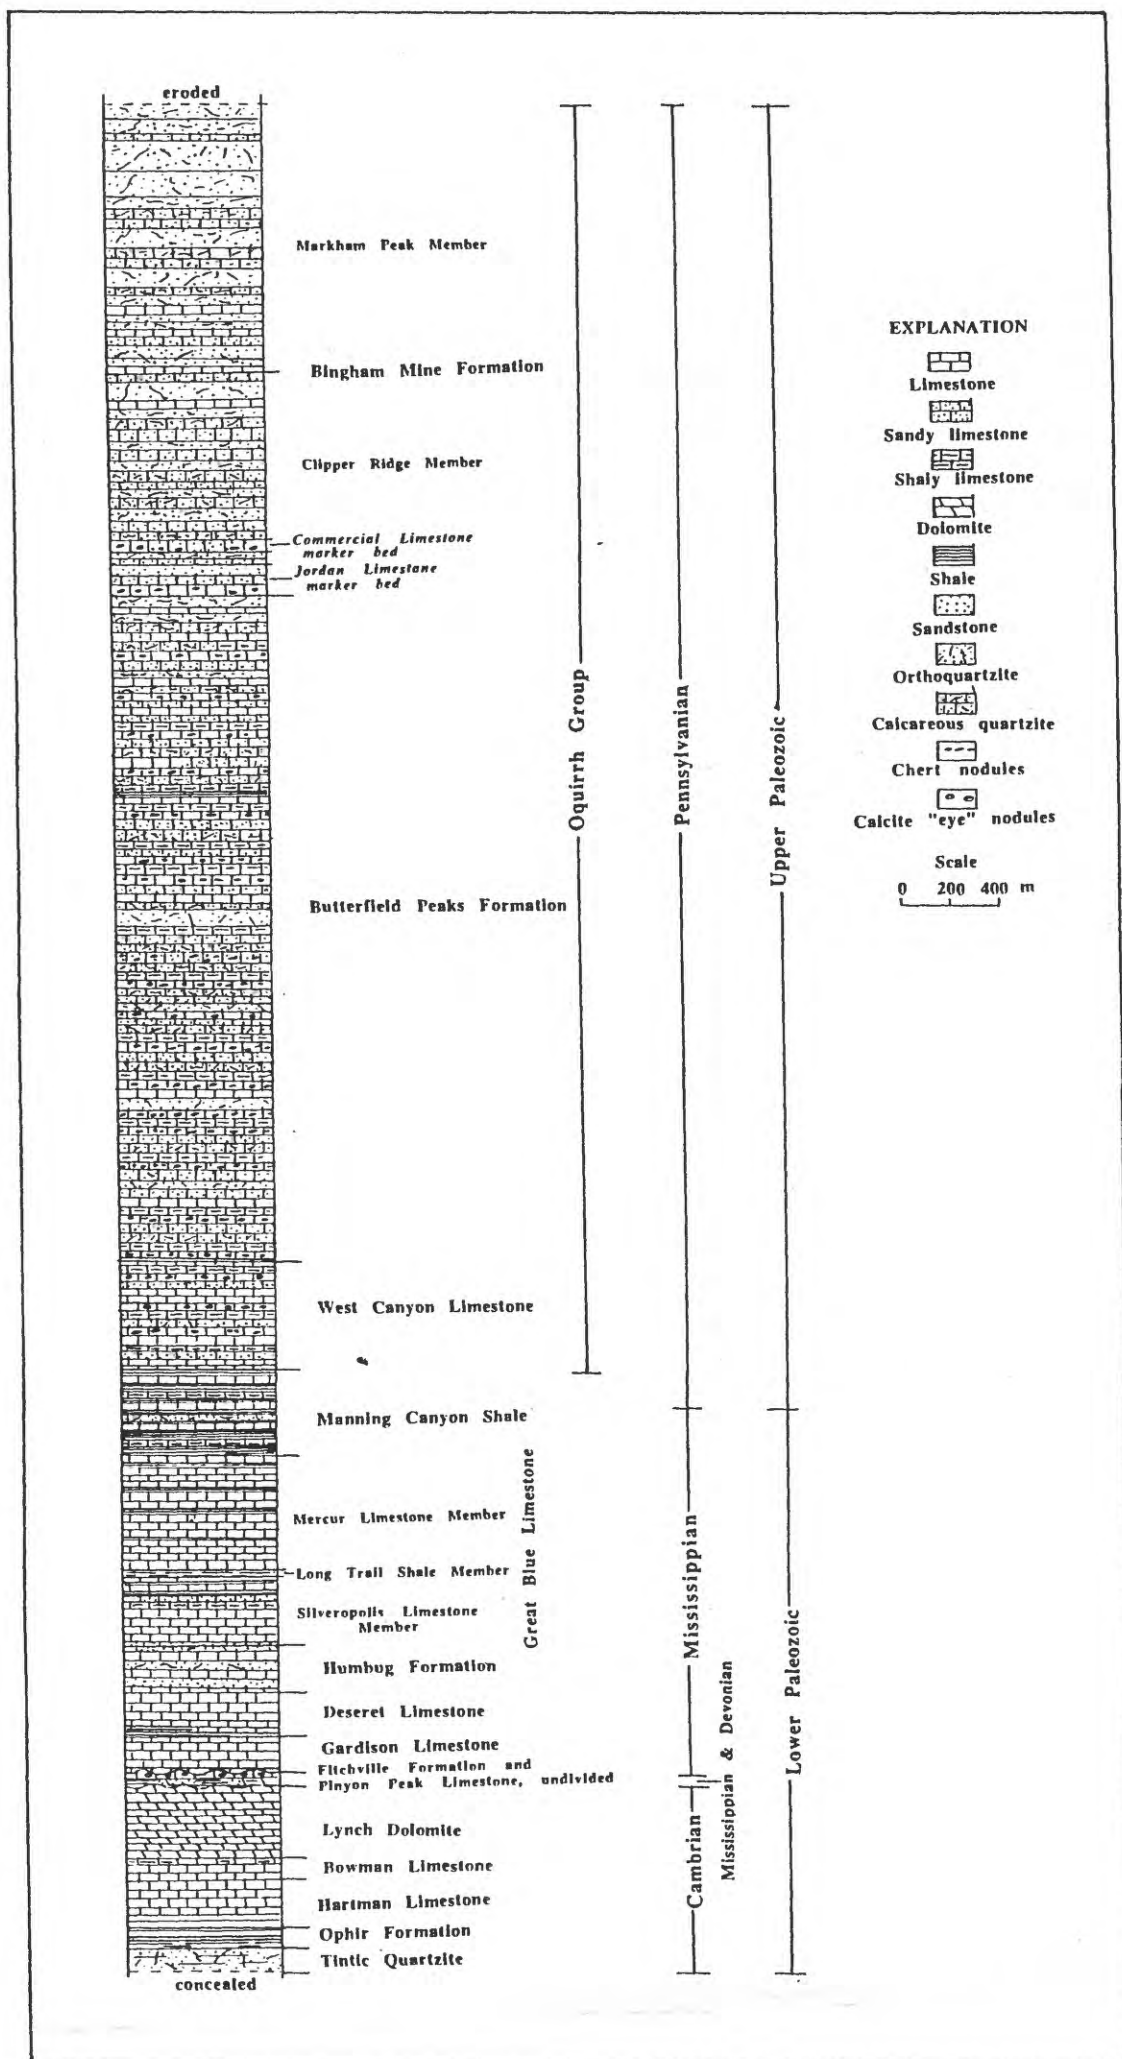 eroded
Markham Peak Member
Bingham Mine Formation
Clipper Ridge Member
Commercial Limestone
marker bed
Jordan Limestone
marker bed
Butterfield Peaks Formation
West Canyon Limestone
Manning Canyon Shale
Mercur Limestone Member
Long Trail Shale Member
Silveropolis Limestone
Member
Great Blue Limestone
Humbug Formation
Deseret Limestone
Gardison Limestone
Fitchville Formation and
Pinyon Peak Limestone, undivided
Lynch Dolomite
Bowman Limestone
Hartman Limestone
Ophir Formation
Tintic Quartzite
concealed
Oquirrh Group
Pennsylvanian
Mississippian
Mississippian & Devonian
Cambrian
Upper Paleozoic
Lower Paleozoic
EXPLANATION
Limestone
Sandy limestone
Shaly limestone
Dolomite
Shale
Sandstone
Orthoquartzite
Calcareous quartzite
Chert nodules
Calcite "eye" nodules
Scale
0 200 400 m